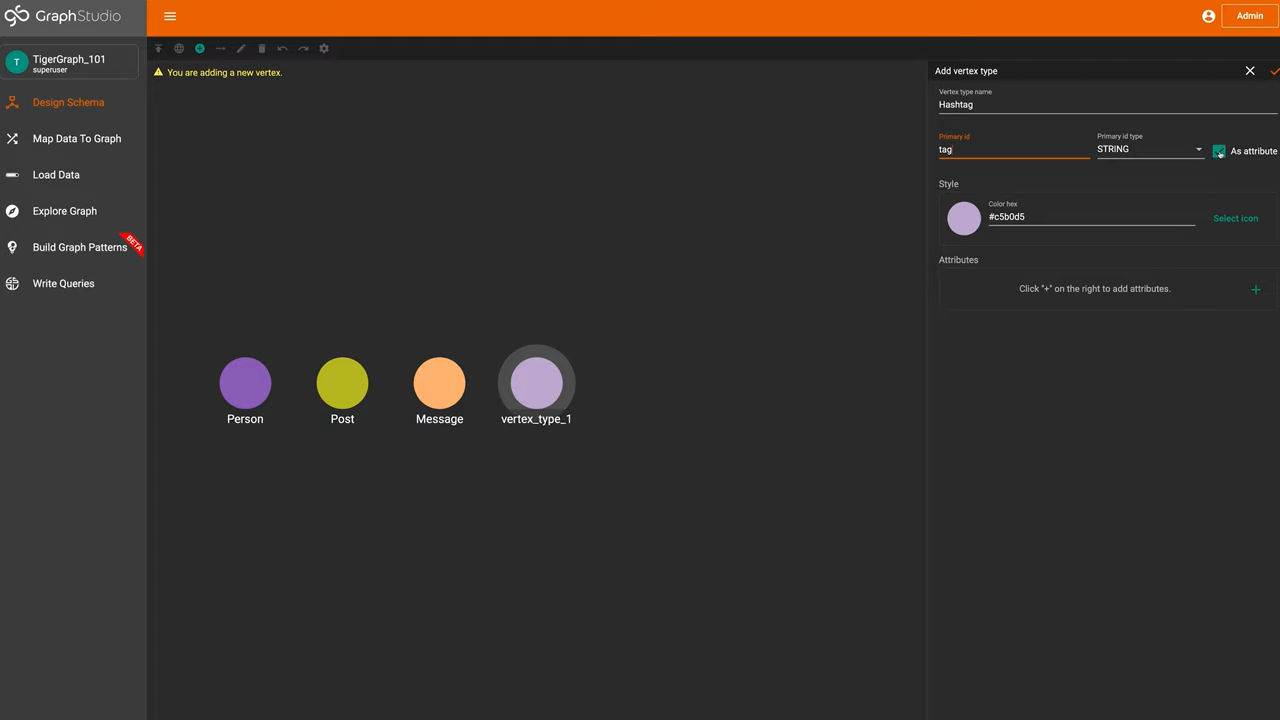 GraphStudio
Admin
T
TigerGraph_101
superuser
Design Schema
Map Data To Graph
Load Data
Explore Graph
Build Graph Patterns
BETA
Write Queries
You are adding a new vertex.
Person
Post
Message
vertex_type_1
Add vertex type
Vertex type name
Hashtag
Primary id
Primary id type
tag
STRING
As attribute
Style
Color hex
#c5b0d5
Select icon
Attributes
Click "+" on the right to add attributes.